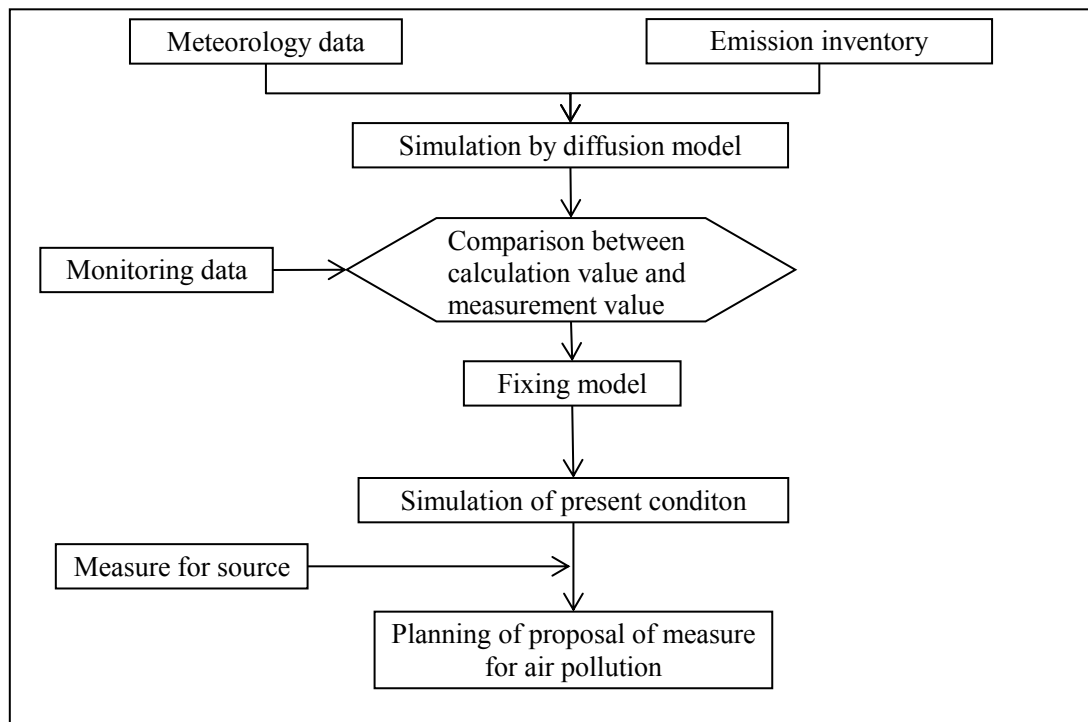 Meteorology data
Emission inventory
Simulation by diffusion model
Comparison between
calculation value and
measurement value
Monitoring data
Fixing model
Simulation of present conditon
Measure for source
Planning of proposal of measure
for air pollution